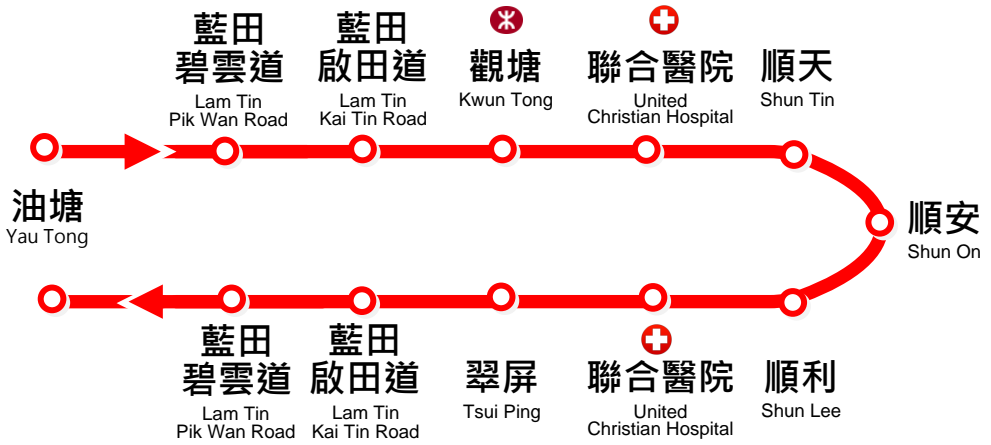 藍田
碧雲道
Lam Tin
Pik Wan Road
藍田
啟田道
Lam Tin
Kai Tin Road
觀塘
Kwun Tong
聯合醫院
United
Christian Hospital
順天
Shun Tin
油塘
Yau Tong
順安
Shun On
藍田
碧雲道
Lam Tin
Pik Wan Road
藍田
啟田道
Lam Tin
Kai Tin Road
翠屏
Tsui Ping
聯合醫院
United
Christian Hospital
順利
Shun Lee